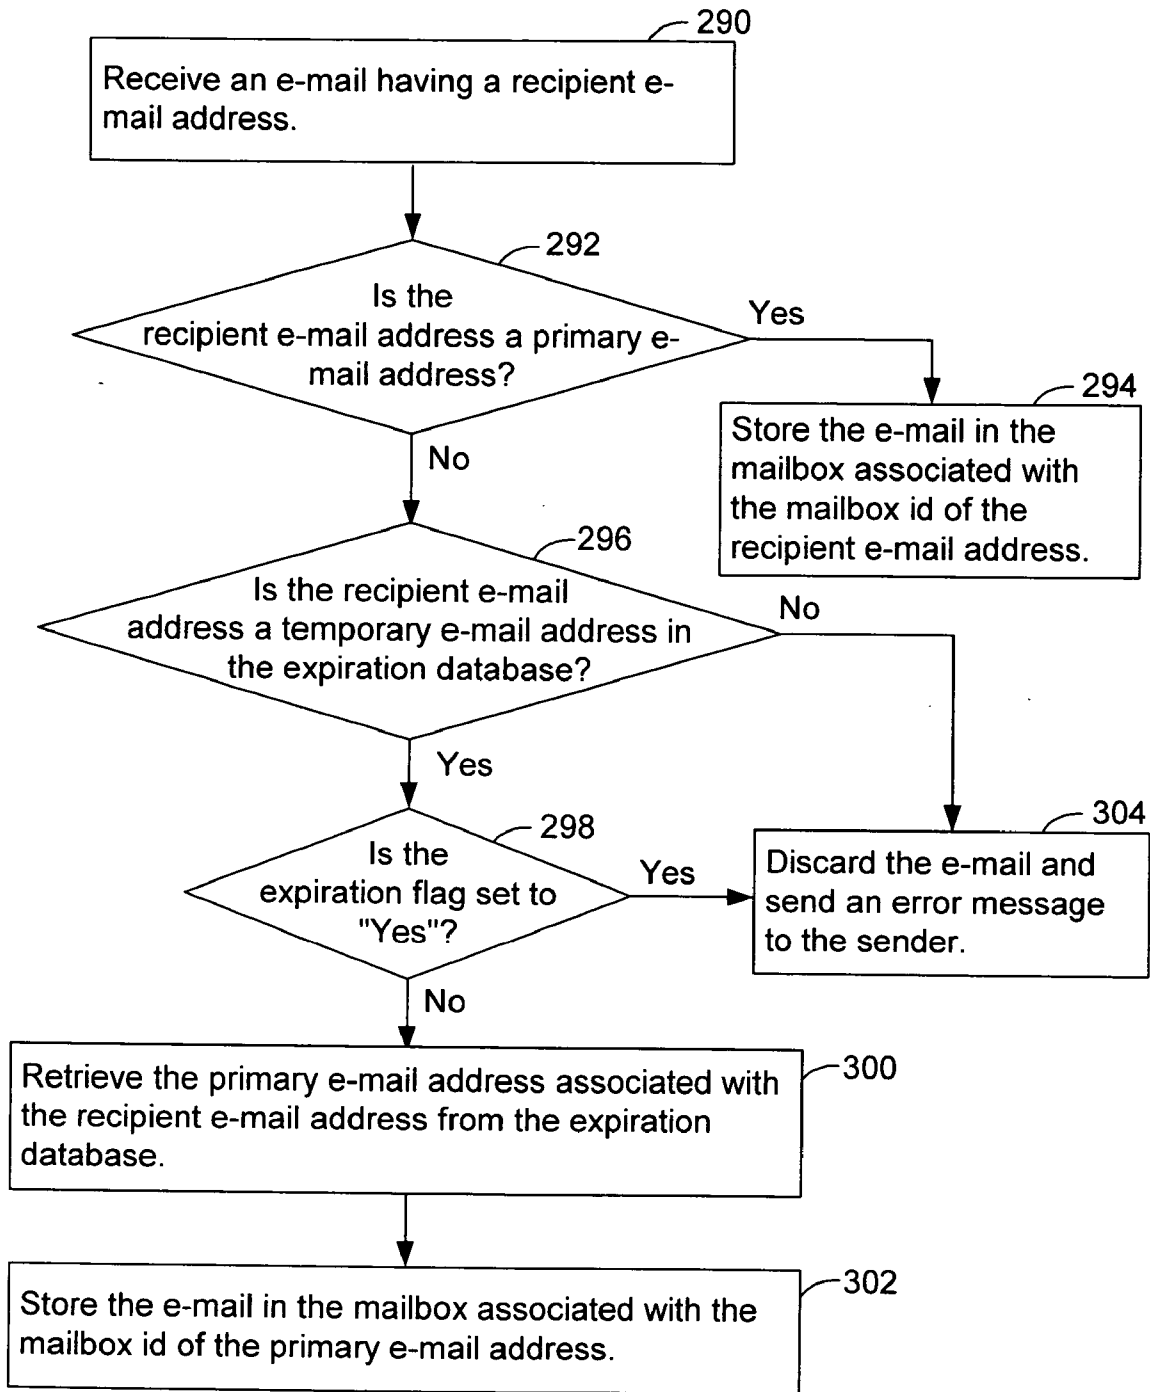 290
Receive an e-mail having a recipient e-
mail address.
292
Is the
recipient e-mail address a primary e-
mail address?
Yes
294
Store the e-mail in the
mailbox associated with
the mailbox id of the
recipient e-mail address.
No
296
Is the recipient e-mail
address a temporary e-mail address in
the expiration database?
No
Yes
298
Is the
expiration flag set to
"Yes"?
Yes
304
Discard the e-mail and
send an error message
to the sender.
No
300
Retrieve the primary e-mail address associated with
the recipient e-mail address from the expiration
database.
302
Store the e-mail in the mailbox associated with the
mailbox id of the primary e-mail address.